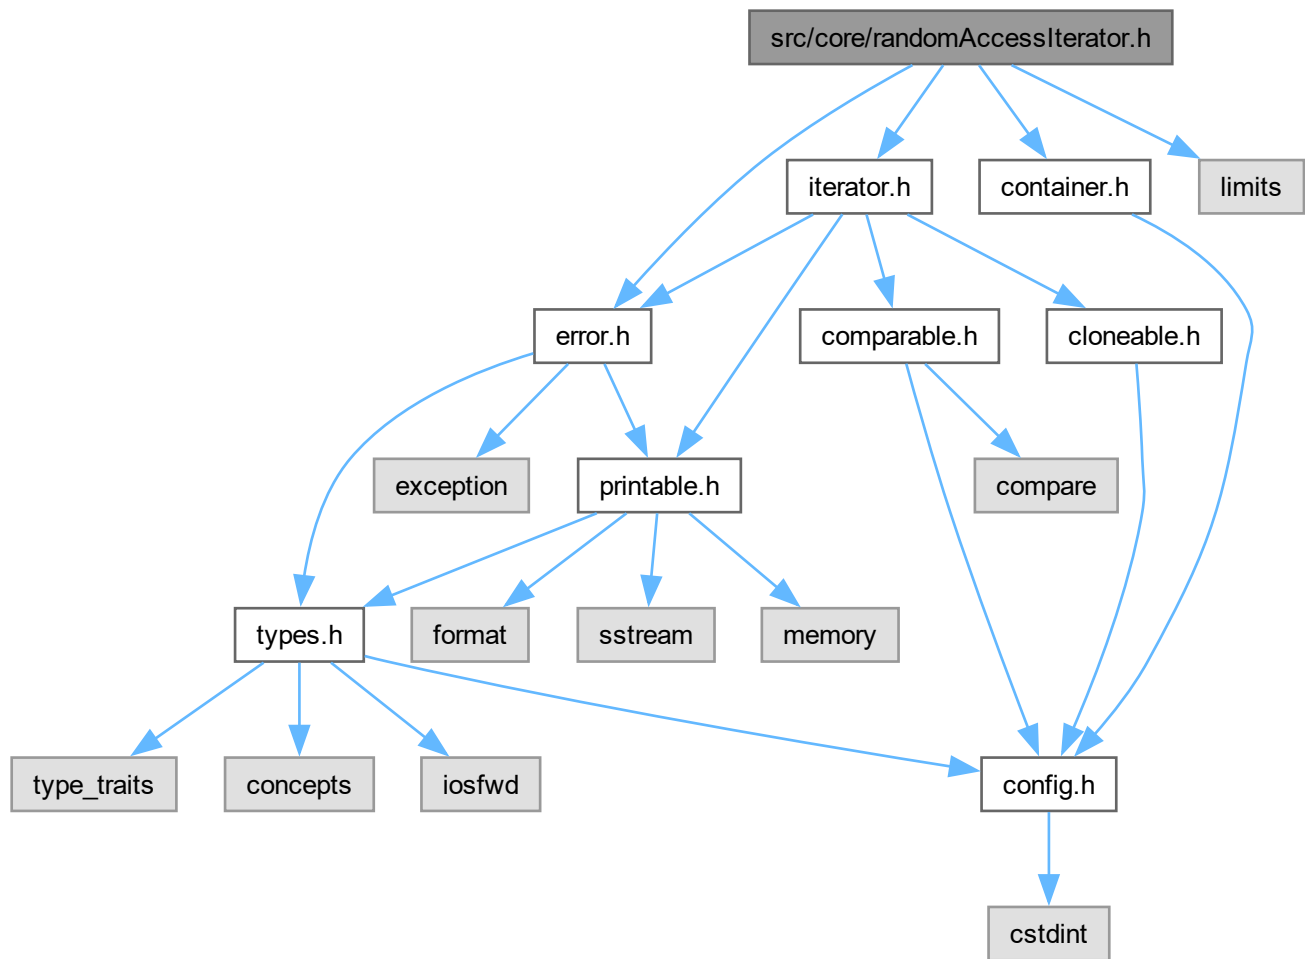 src/core/randomAccessIterator.h
iterator.h
container.h
limits
error.h
comparable.h
cloneable.h
exception
printable.h
compare
types.h
format
sstream
memory
type_traits
concepts
iosfwd
config.h
cstdint